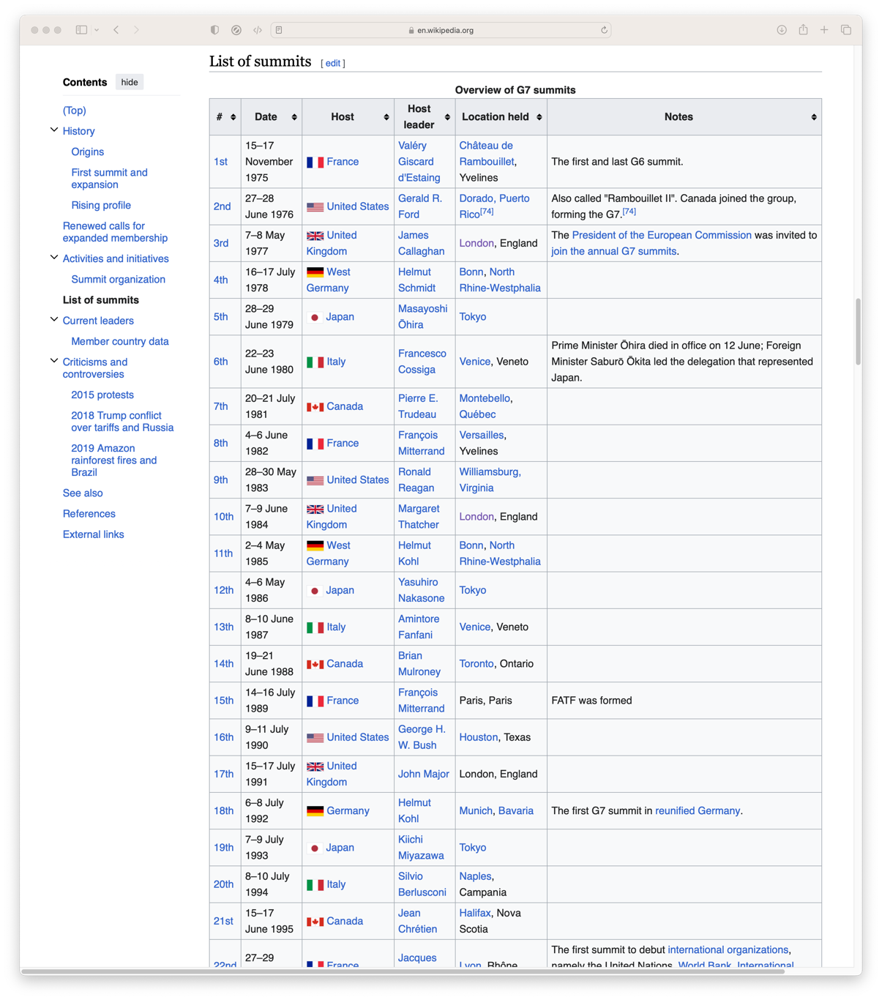 en.wikipedia.org
List of summits [ edit ]
Contents hide
(Top)
History
Origins
First summit and
expansion
Rising profile
Renewed calls for
expanded membership
Activities and initiatives
Summit organization
List of summits
Current leaders
Member country data
Criticisms and
controversies
2015 protests
2018 Trump conflict
over tariffs and Russia
2019 Amazon
rainforest fires and
Brazil
See also
References
External links
Overview of G7 summits
# Date Host Host leader Location held Notes
1st 15–17 November 1975 France Valéry Giscard d'Estaing Château de Rambouillet, Yvelines The first and last G6 summit.
2nd 27–28 June 1976 United States Gerald R. Ford Dorado, Puerto Rico[74] Also called "Rambouillet II". Canada joined the group, forming the G7.[74]
3rd 7–8 May 1977 United Kingdom James Callaghan London, England The President of the European Commission was invited to join the annual G7 summits.
4th 16–17 July 1978 West Germany Helmut Schmidt Bonn, North Rhine-Westphalia
5th 28–29 June 1979 Japan Masayoshi Ōhira Tokyo
6th 22–23 June 1980 Italy Francesco Cossiga Venice, Veneto Prime Minister Ōhira died in office on 12 June; Foreign Minister Saburō Ōkita led the delegation that represented Japan.
7th 20–21 July 1981 Canada Pierre E. Trudeau Montebello, Québec
8th 4–6 June 1982 France François Mitterrand Versailles, Yvelines
9th 28–30 May 1983 United States Ronald Reagan Williamsburg, Virginia
10th 7–9 June 1984 United Kingdom Margaret Thatcher London, England
11th 2–4 May 1985 West Germany Helmut Kohl Bonn, North Rhine-Westphalia
12th 4–6 May 1986 Japan Yasuhiro Nakasone Tokyo
13th 8–10 June 1987 Italy Amintore Fanfani Venice, Veneto
14th 19–21 June 1988 Canada Brian Mulroney Toronto, Ontario
15th 14–16 July 1989 France François Mitterrand Paris, Paris FATF was formed
16th 9–11 July 1990 United States George H. W. Bush Houston, Texas
17th 15–17 July 1991 United Kingdom John Major London, England
18th 6–8 July 1992 Germany Helmut Kohl Munich, Bavaria The first G7 summit in reunified Germany.
19th 7–9 July 1993 Japan Kiichi Miyazawa Tokyo
20th 8–10 July 1994 Italy Silvio Berlusconi Naples, Campania
21st 15–17 June 1995 Canada Jean Chrétien Halifax, Nova Scotia
22nd 27–29 France Jacques Lyon, Rhône The first summit to debut international organizations, namely the United Nations, World Bank, International